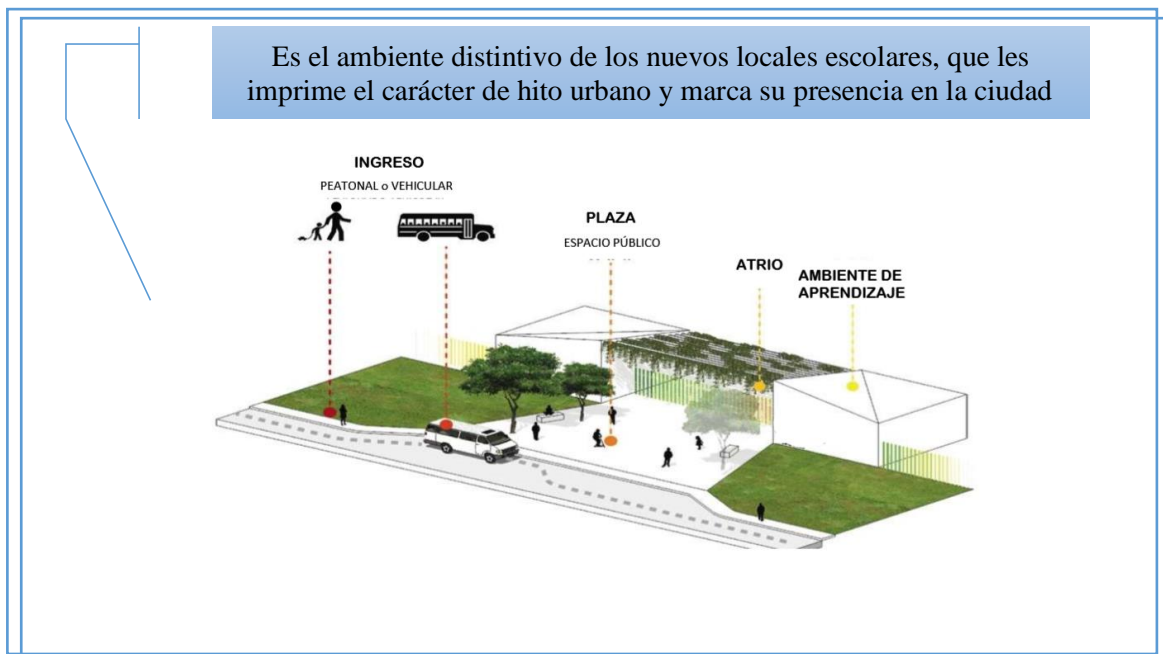 Es el ambiente distintivo de los nuevos locales escolares, que les
imprime el carácter de hito urbano y marca su presencia en la ciudad
INGRESO
PEATONAL o VEHICULAR
PLAZA
ESPACIO PÚBLICO
ATRIO
AMBIENTE DE
APRENDIZAJE